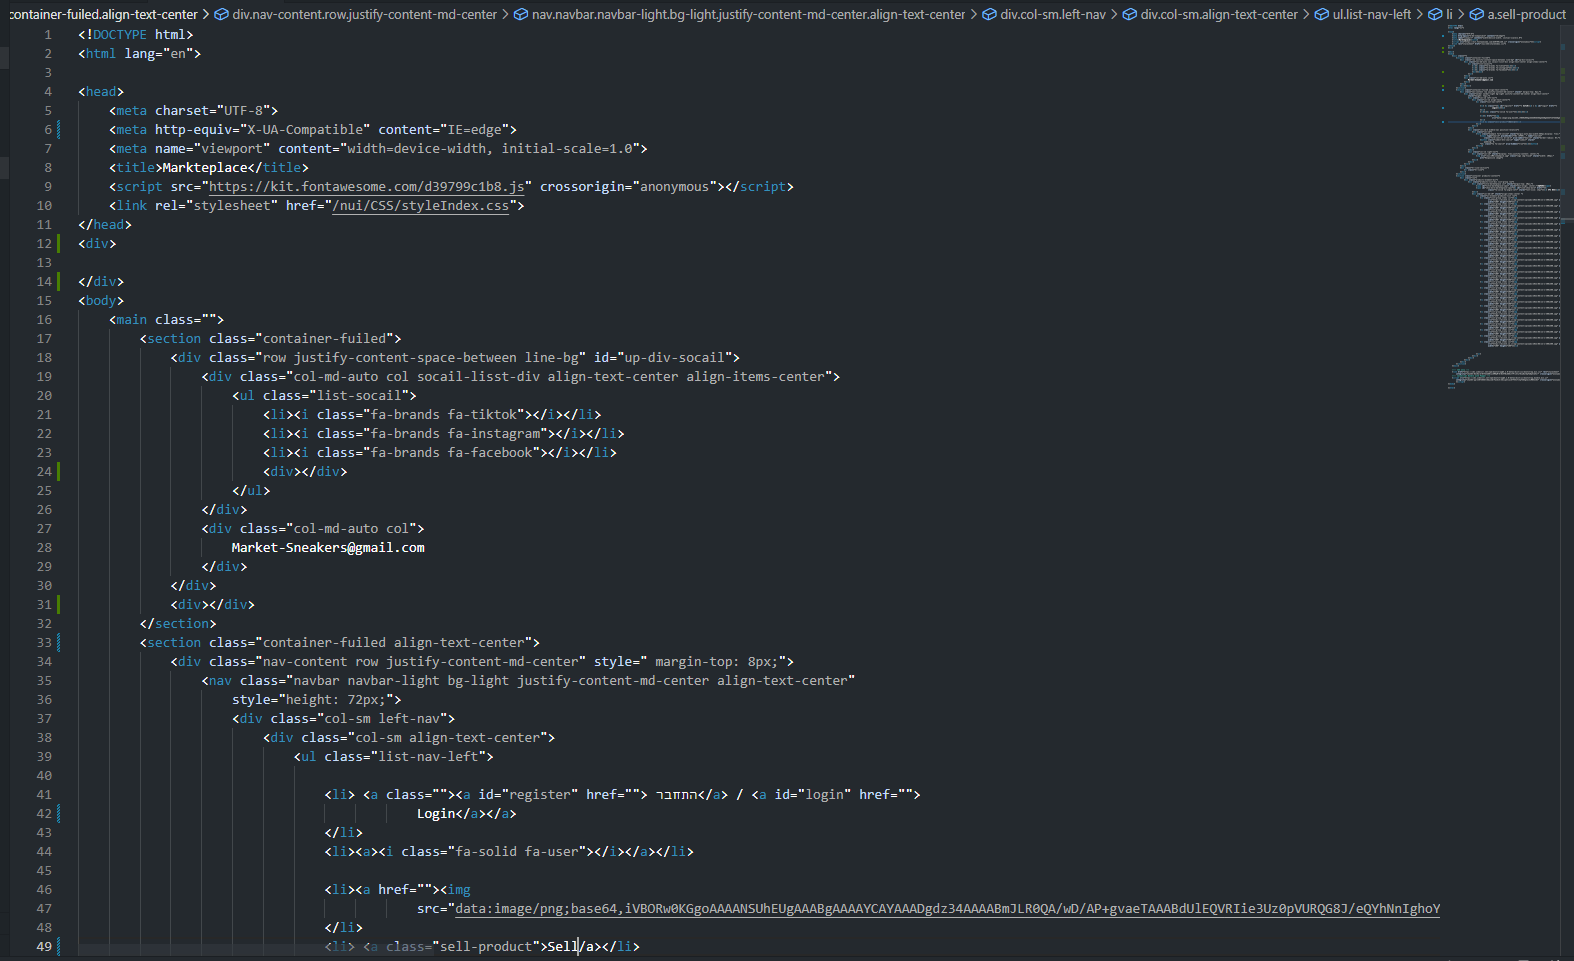 container-fuiled.align-text-center > div.nav-content.row.justify-content-md-center > nav.navbar.navbar-light.bg-light.justify-content-md-center.align-text-center > div.col-sm.left-nav > div.col-sm.align-text-center > ul.list-nav-left > li > a.sell-product
1 <!DOCTYPE html>
2 <html lang="en">
3
4 <head>
5 <meta charset="UTF-8">
6 <meta http-equiv="X-UA-Compatible" content="IE=edge">
7 <meta name="viewport" content="width=device-width, initial-scale=1.0">
8 <title>Markteplace</title>
9 <script src="https://kit.fontawesome.com/d39799c1b8.js" crossorigin="anonymous"></script>
10 <link rel="stylesheet" href="/nui/CSS/styleIndex.css">
11 </head>
12 <div>
13
14 </div>
15 <body>
16 <main class="">
17 <section class="container-fuiled">
18 <div class="row justify-content-space-between line-bg" id="up-div-socail">
19 <div class="col-md-auto col socail-lisst-div align-text-center align-items-center">
20 <ul class="list-socail">
21 <li><i class="fa-brands fa-tiktok"></i></li>
22 <li><i class="fa-brands fa-instagram"></i></li>
23 <li><i class="fa-brands fa-facebook"></i></li>
24 <div></div>
25 </ul>
26 </div>
27 <div class="col-md-auto col">
28 Market-Sneakers@gmail.com
29 </div>
30 </div>
31 <div></div>
32 </section>
33 <section class="container-fuiled align-text-center">
34 <div class="nav-content row justify-content-md-center" style=" margin-top: 8px;">
35 <nav class="navbar navbar-light bg-light justify-content-md-center align-text-center"
36 style="height: 72px;">
37 <div class="col-sm left-nav">
38 <div class="col-sm align-text-center">
39 <ul class="list-nav-left">
40
41 <li> <a class=""><a id="register" href=""> התחבר</a> / <a id="login" href="">
42 Login</a></a>
43 </li>
44 <li><a><i class="fa-solid fa-user"></i></a></li>
45
46 <li><a href=""><img
47 src="data:image/png;base64,iVBORw0KGgoAAAANSUhEUgAAABgAAAAYCAYAAADgdz34AAAABmJLR0QA/wD/AP+gvaeTAAABdUlEQVRIie3Uz0pVURQG8J/eQYhNnIghoY
48 </li>
49 <li> <a class="sell-product">Sell/a></li>